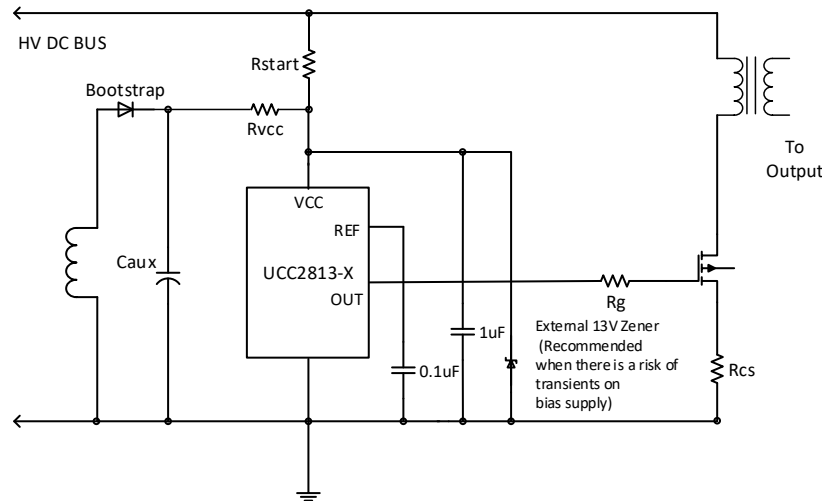 HV DC BUS
Rstart
Bootstrap
Rvcc
To
Output
VCC
REF
Caux
UCC2813-X
OUT
Rg
1uF
0.1uF
External 13V Zener
(Recommended
when there is a risk of
transients on
bias supply)
Rcs